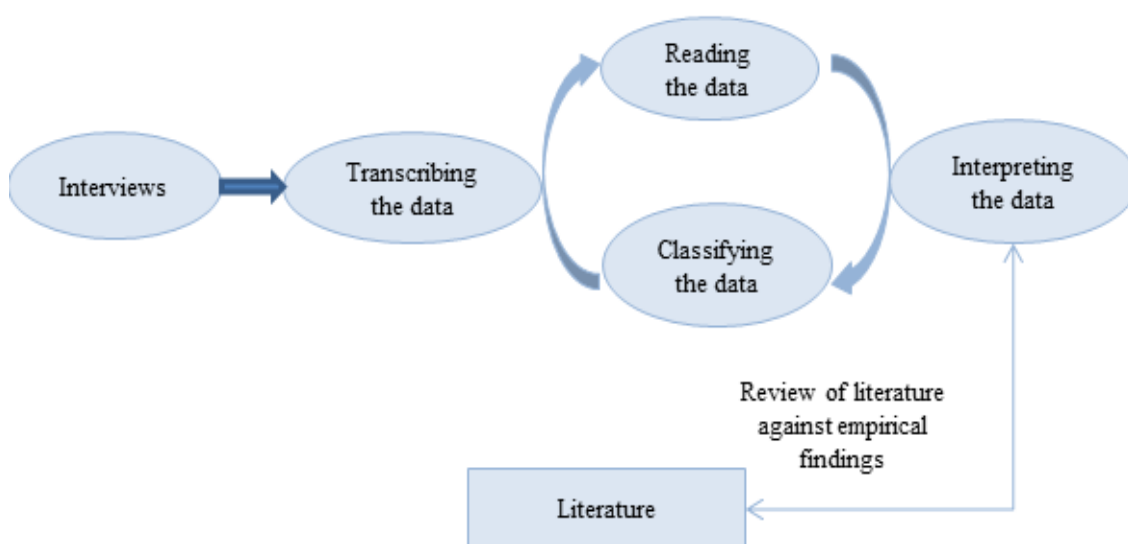 Interviews
Transcribing
the data
Reading
the data
Classifying
the data
Interpreting
the data
Review of literature
against empirical
findings
Literature